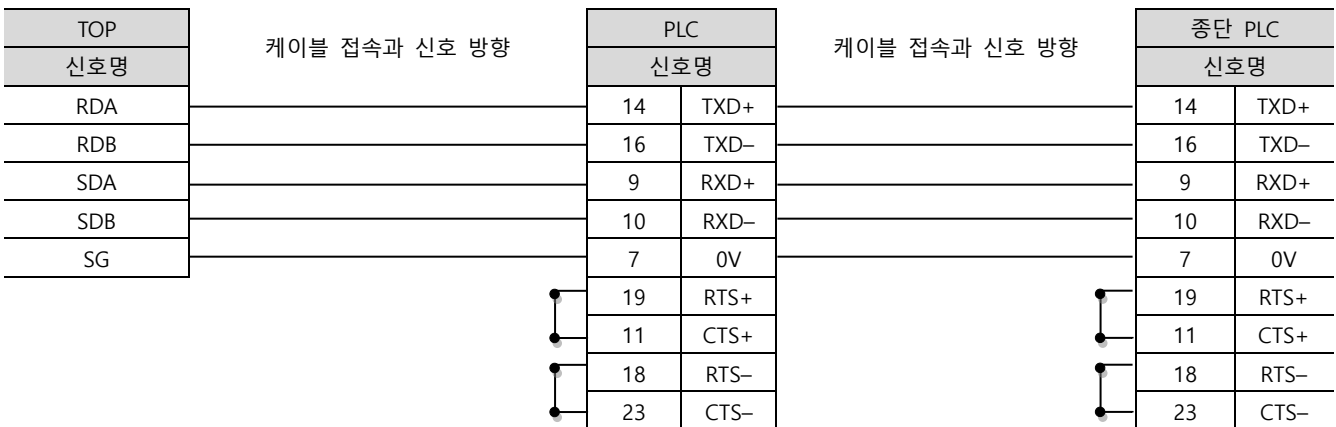 TOP 케이블 접속과 신호 방향 PLC 케이블 접속과 신호 방향 종단 PLC
신호명 신호명 신호명
RDA 14 TXD+ 14 TXD+
RDB 16 TXD– 16 TXD–
SDA 9 RXD+ 9 RXD+
SDB 10 RXD– 10 RXD–
SG 7 0V 7 0V
19 RTS+ 19 RTS+
11 CTS+ 11 CTS+
18 RTS– 18 RTS–
23 CTS– 23 CTS–